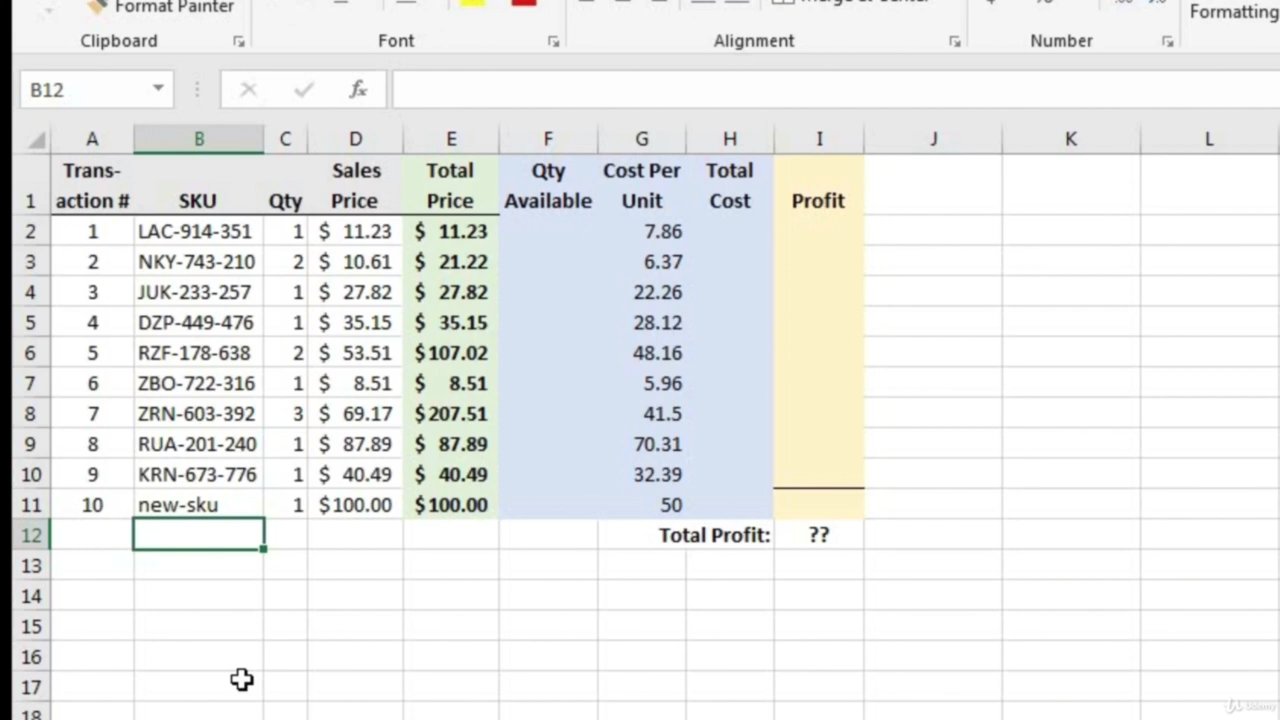 Format Painter
Formatting
Clipboard Font Alignment Number
B12 fx
A B C D E F G H I J K L
Trans- Sales Total Qty Cost Per Total
1 action # SKU Qty Price Price Available Unit Cost Profit
2 1 LAC-914-351 1 $ 11.23 $ 11.23 7.86
3 2 NKY-743-210 2 $ 10.61 $ 21.22 6.37
4 3 JUK-233-257 1 $ 27.82 $ 27.82 22.26
5 4 DZP-449-476 1 $ 35.15 $ 35.15 28.12
6 5 RZF-178-638 2 $ 53.51 $107.02 48.16
7 6 ZBO-722-316 1 $ 8.51 $ 8.51 5.96
8 7 ZRN-603-392 3 $ 69.17 $207.51 41.5
9 8 RUA-201-240 1 $ 87.89 $ 87.89 70.31
10 9 KRN-673-776 1 $ 40.49 $ 40.49 32.39
11 10 new-sku 1 $100.00 $100.00 50
12 Total Profit: ??
13
14
15
16
17
18
Udemy